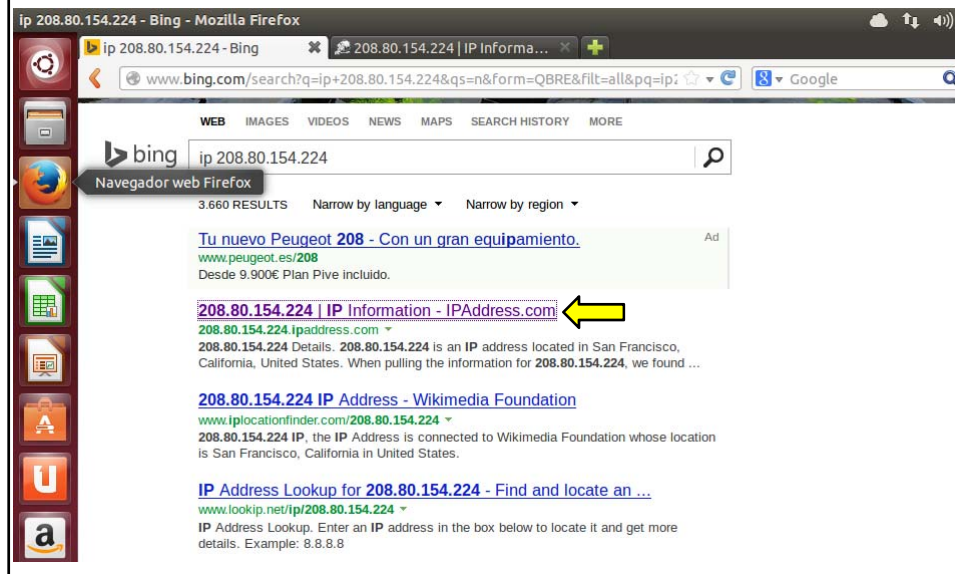 ip 208.80.154.224 - Bing - Mozilla Firefox
ip 208.80.154.224 - Bing
208.80.154.224 | IP Informa...
www.bing.com/search?q=ip+208.80.154.224&qs=n&form=QBRE&filt=all&pq=ip
8 Google
WEB IMAGES VIDEOS NEWS MAPS SEARCH HISTORY MORE
bing
ip 208.80.154.224
Navegador web Firefox
3.660 RESULTS Narrow by language Narrow by region
Tu nuevo Peugeot 208 - Con un gran equipamiento. Ad
www.peugeot.es/208
Desde 9.900€ Plan Pive incluido.
208.80.154.224 | IP Information - IPAddress.com
208.80.154.224.ipaddress.com
208.80.154.224 Details. 208.80.154.224 is an IP address located in San Francisco,
California, United States. When pulling the information for 208.80.154.224, we found ...
208.80.154.224 IP Address - Wikimedia Foundation
www.iplocationfinder.com/208.80.154.224
208.80.154.224 IP, the IP Address is connected to Wikimedia Foundation whose location
is San Francisco, California in United States.
IP Address Lookup for 208.80.154.224 - Find and locate an ...
www.lookip.net/ip/208.80.154.224
IP Address Lookup. Enter an IP address in the box below to locate it and get more
details. Example: 8.8.8.8
A
U
a